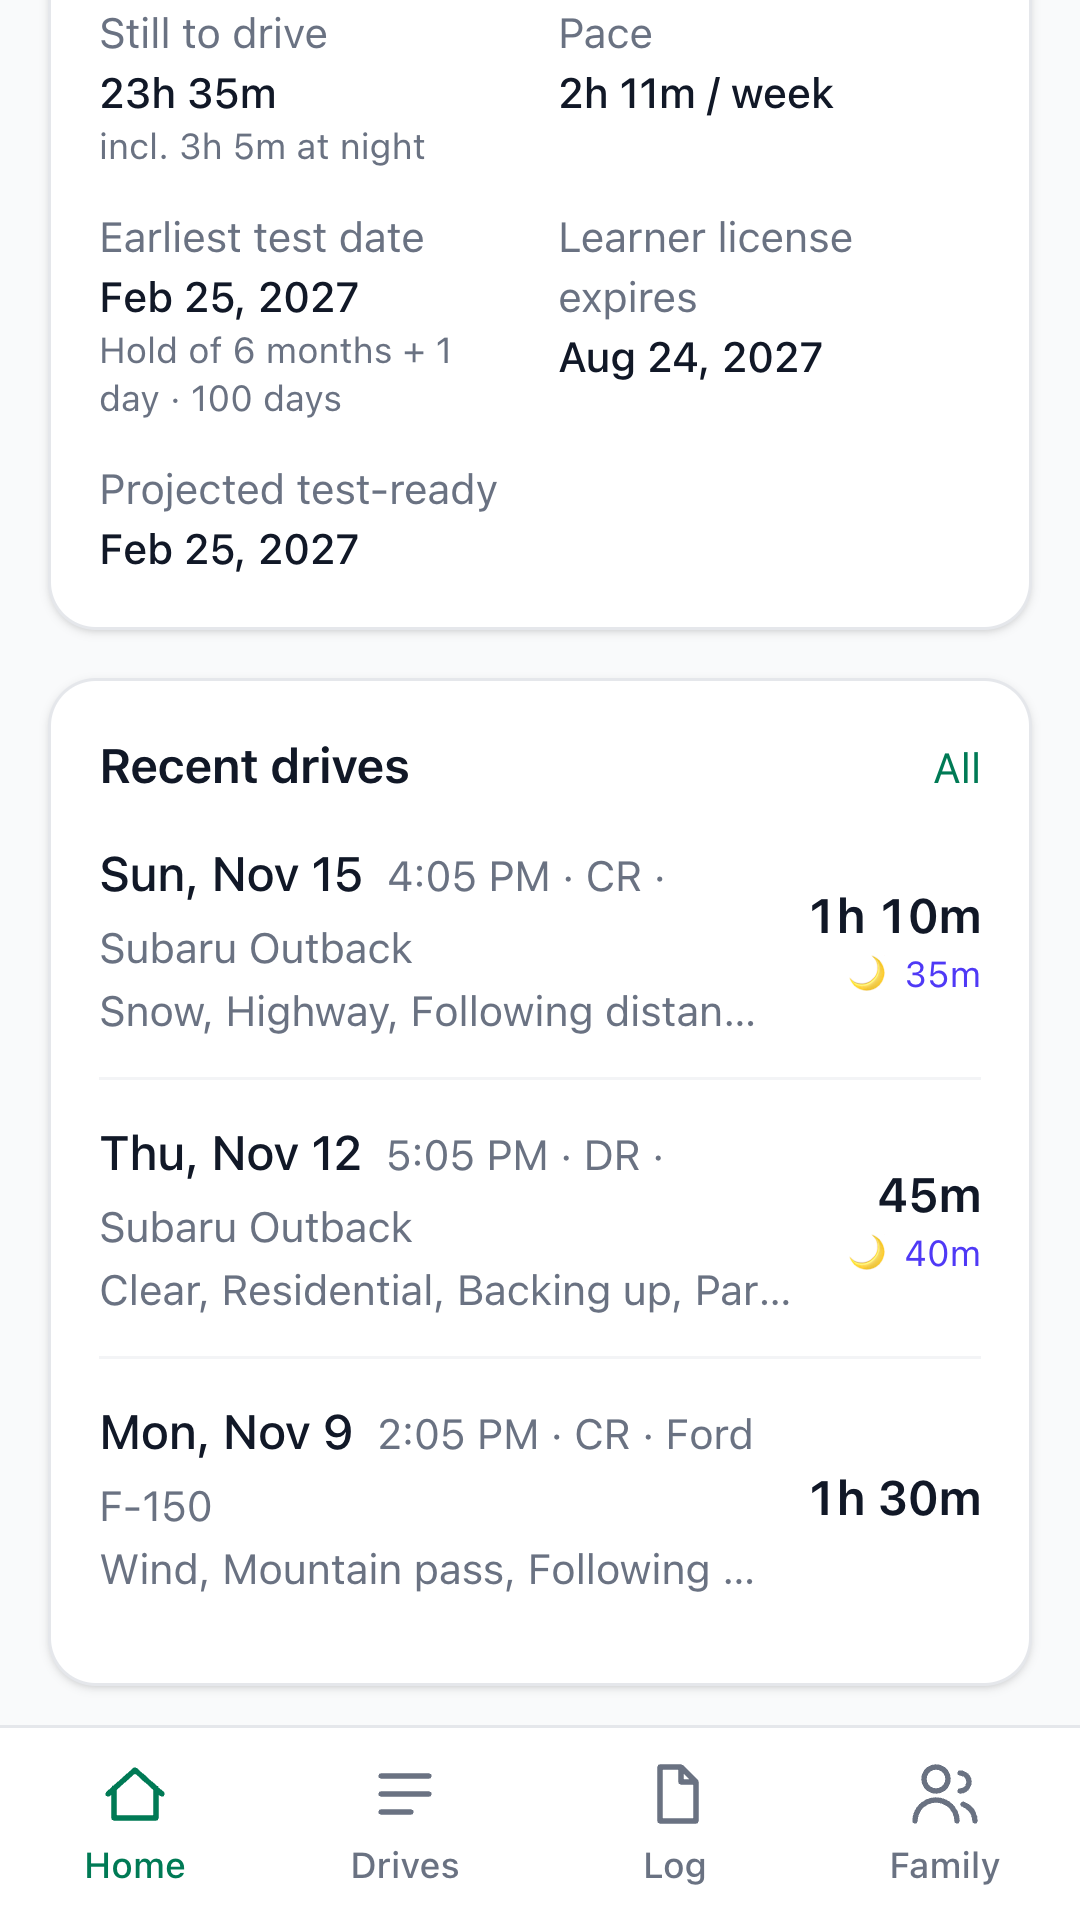 Still to drive
23h 35m
incl. 3h 5m at night
Pace
2h 11m / week
Earliest test date
Feb 25, 2027
Hold of 6 months + 1
day · 100 days
Learner license
expires
Aug 24, 2027
Projected test-ready
Feb 25, 2027
Recent drives
All
Sun, Nov 15 4:05 PM · CR ·
Subaru Outback
Snow, Highway, Following distan...
1h 10m
🌙 35m
Thu, Nov 12 5:05 PM · DR ·
Subaru Outback
Clear, Residential, Backing up, Par...
45m
🌙 40m
Mon, Nov 9 2:05 PM · CR · Ford
F-150
Wind, Mountain pass, Following ...
1h 30m
Home
Drives
Log
Family